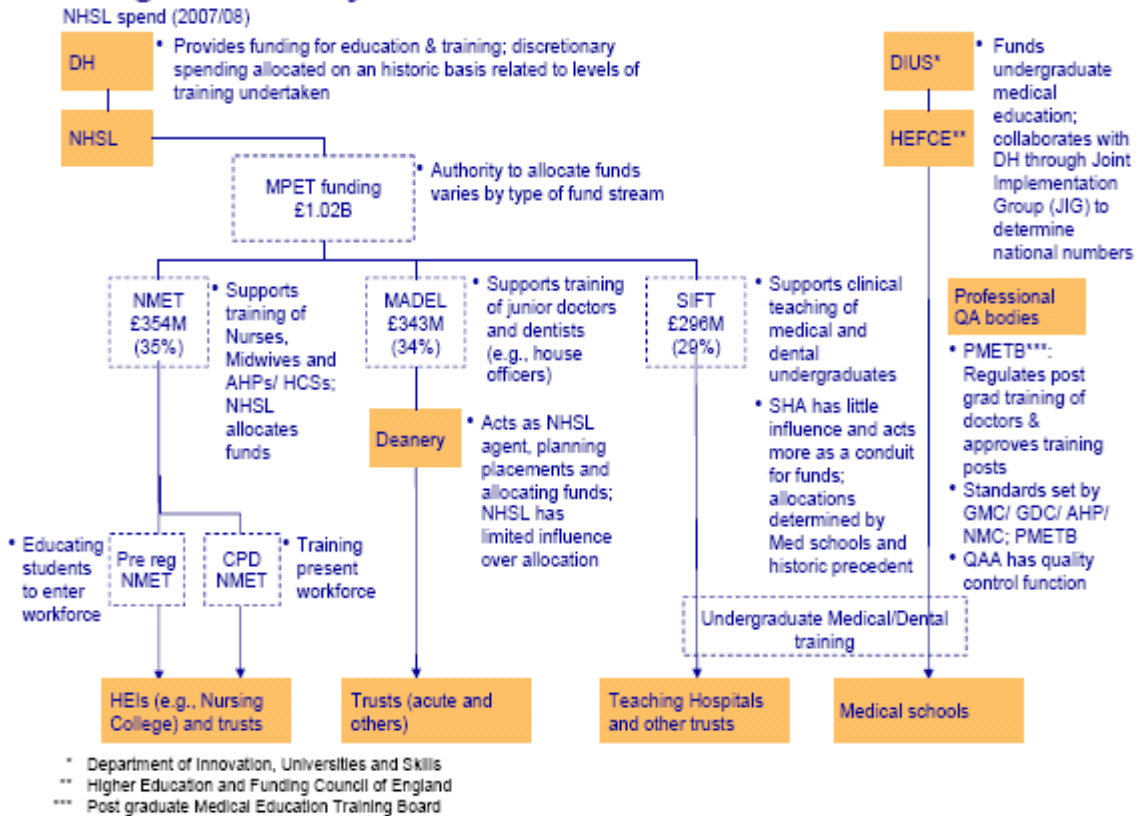 NHSL spend (2007/08)
DH
• Provides funding for education & training; discretionary
spending allocated on an historic basis related to levels of
training undertaken
NHSL
MPET funding
£1.02B
• Authority to allocate funds
varies by type of fund stream
DIUS*
HEFCE**
• Funds
undergraduate
medical
education;
collaborates with
DH through Joint
Implementation
Group (JIG) to
determine
national numbers
NMET
£354M
(35%)
• Supports
training of
Nurses,
Midwives and
AHPs/ HCSs;
NHSL
allocates
funds
MADEL
£343M
(34%)
• Supports training
of junior doctors
and dentists
(e.g., house
officers)
Deanery
• Acts as NHSL
agent, planning
placements and
allocating funds;
NHSL has
limited influence
over allocation
SIFT
£296M
(29%)
• Supports clinical
teaching of
medical and
dental
undergraduates
• SHA has little
influence and acts
more as a conduit
for funds;
allocations
determined by
Med schools and
historic precedent
Professional
QA bodies
• PMETB***:
Regulates post
grad training of
doctors &
approves training
posts
• Standards set by
GMC/ GDC/ AHP/
NMC; PMETB
• QAA has quality
control function
• Educating
students
to enter
workforce
Pre reg
NMET
CPD
NMET
• Training
present
workforce
Undergraduate Medical/Dental
training
HEIs (e.g., Nursing
College) and trusts
Trusts (acute and
others)
Teaching Hospitals
and other trusts
Medical schools
* Department of Innovation, Universities and Skills
** Higher Education and Funding Council of England
*** Post graduate Medical Education Training Board